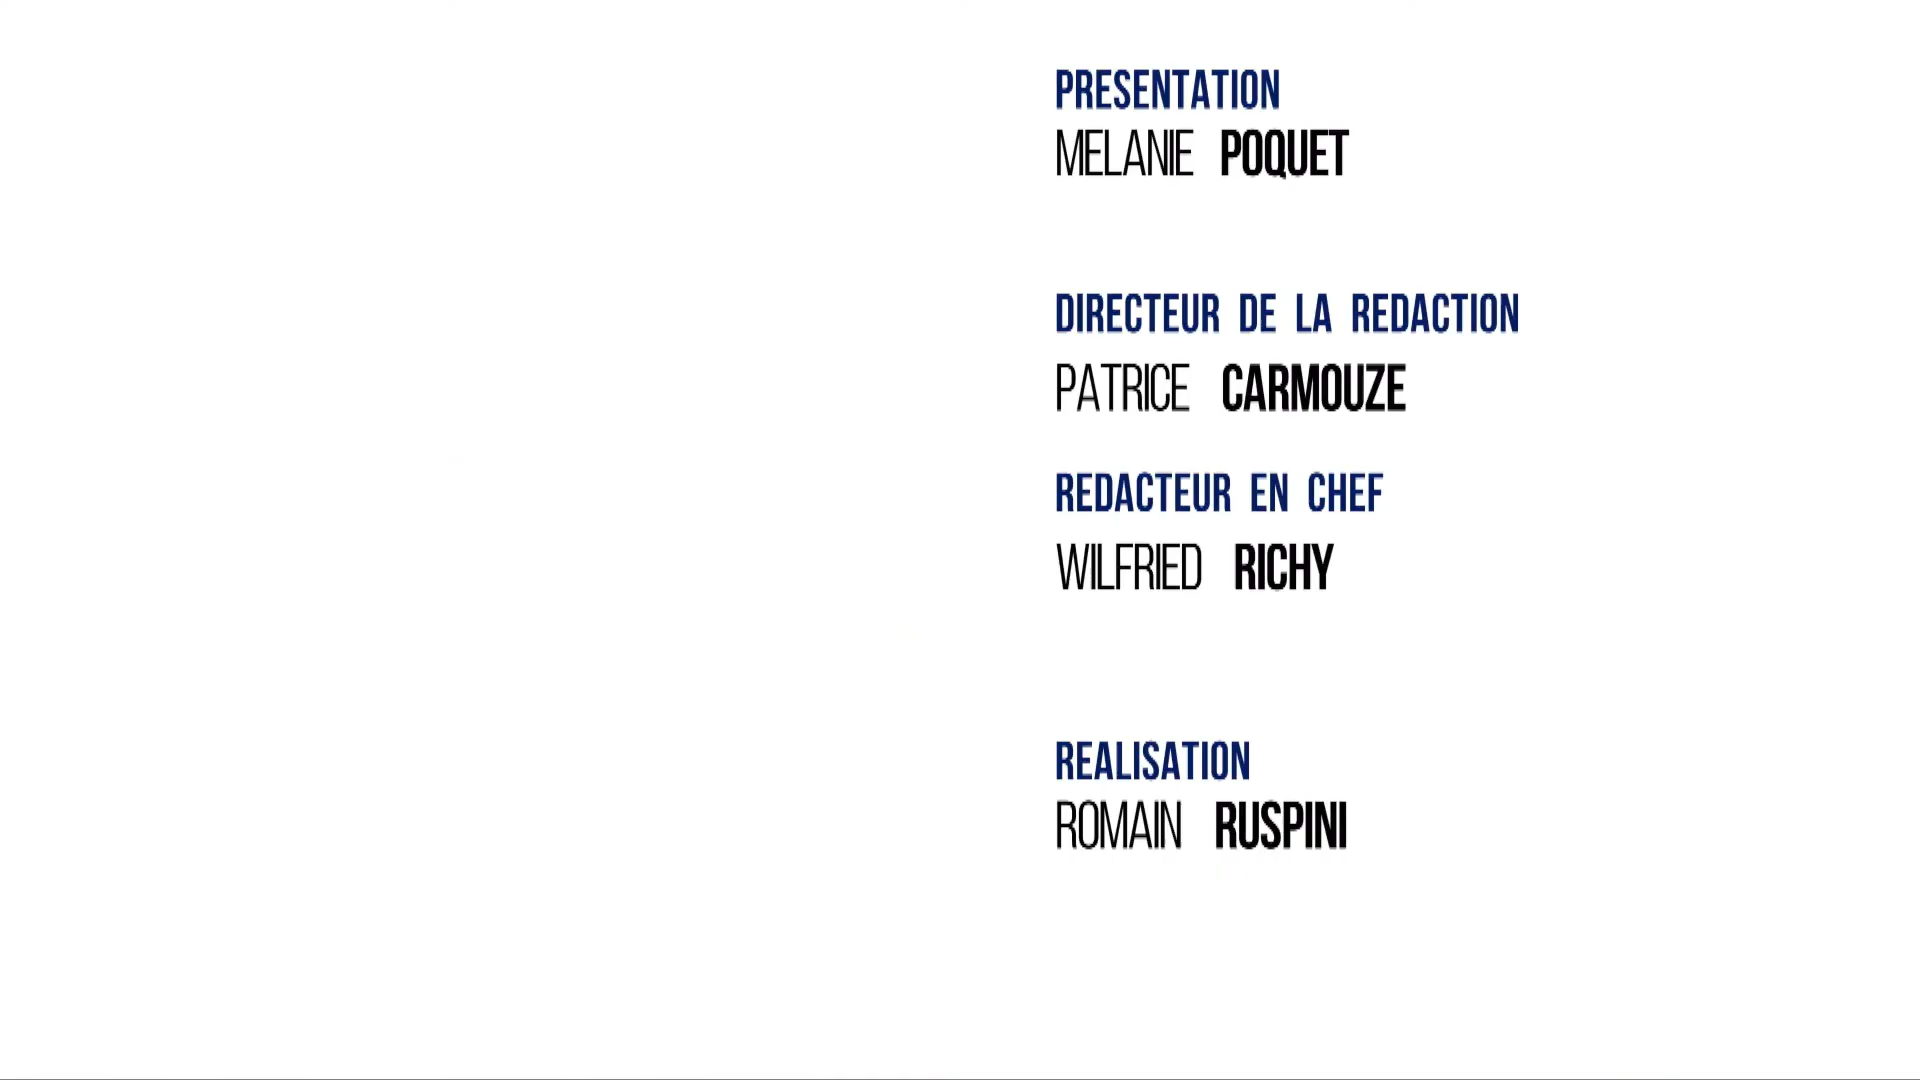 PRESENTATION
MELANIE POQUET
DIRECTEUR DE LA REDACTION
PATRICE CARMOUZE
REDACTEUR EN CHEF
WILFRIED RICHY
REALISATION
ROMAIN RUSPINI